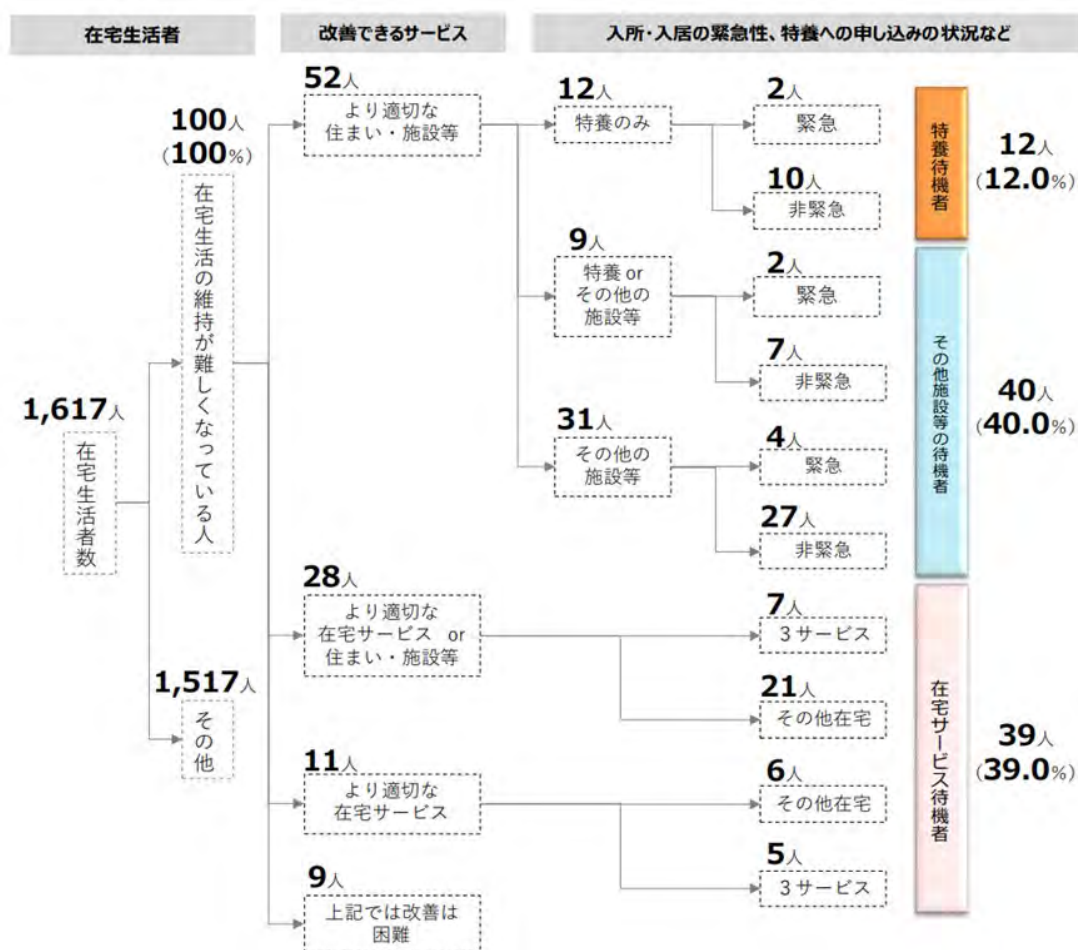 在宅生活者
改善できるサービス
入所・入居の緊急性、特養への申し込みの状況など
1,617人
在宅生活者数
100人
(100%)
在宅生活の維持が難しくなっている人
1,517人
その他
52人
より適切な
住まい・施設等
12人
特養のみ
2人
緊急
10人
非緊急
9人
特養 or
その他の
施設等
2人
緊急
7人
非緊急
31人
その他の
施設等
4人
緊急
27人
非緊急
28人
より適切な
在宅サービス or
住まい・施設等
7人
3サービス
21人
その他在宅
11人
より適切な
在宅サービス
6人
その他在宅
5人
3サービス
9人
上記では改善は
困難
特養待機者
12人
(12.0%)
その他施設等の待機者
40人
(40.0%)
在宅サービス待機者
39人
(39.0%)